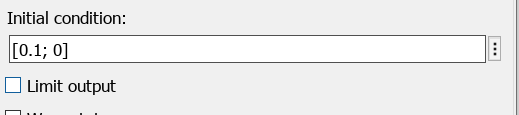 Initial condition:
[0.1; 0]
Limit output